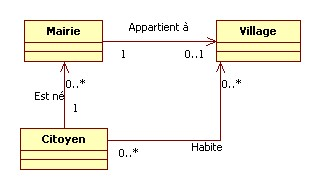 Appartient à
Mairie
Village
1
0..1
0..*
0..*
Est né
1
Citoyen
Habite
0..*